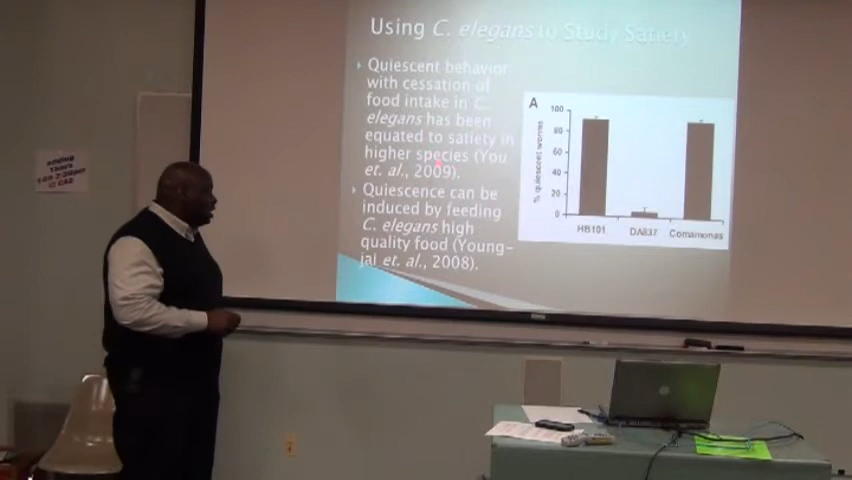 Using C. elegans to Study Satiety
Quiescent behavior
with cessation of
food intake in C.
elegans has been
equated to satiety in
higher species (You
et. al., 2009).
Quiescence can be
induced by feeding
C. elegans high
quality food (Young-
jai et. al., 2008).
A
% quiescent worms
100
80
60
40
20
0
HB101 DA837 Comamonas